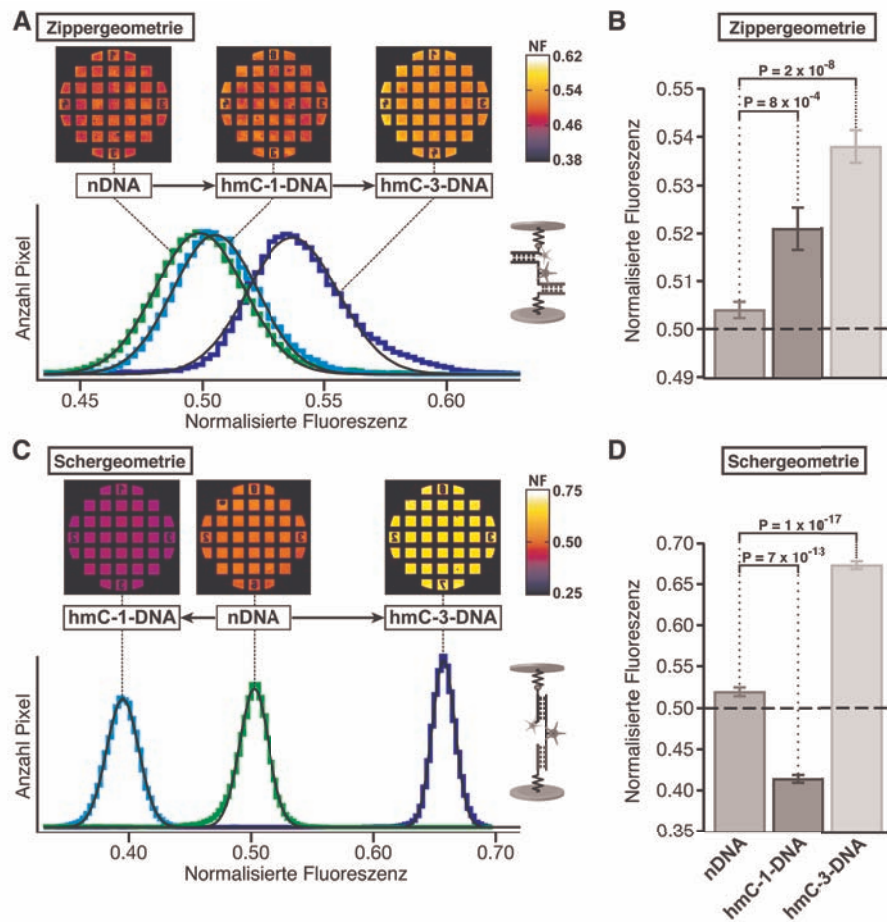 A
Zippergeometrie
NF
0.62
0.54
0.46
0.38
nDNA
hmC-1-DNA
hmC-3-DNA
Anzahl Pixel
0.45
0.50
0.55
0.60
Normalisierte Fluoreszenz
B
Zippergeometrie
P = 2 x 10⁻⁸
P = 8 x 10⁻⁴
Normalisierte Fluoreszenz
0.55
0.54
0.53
0.52
0.51
0.50
0.49
C
Schergeometrie
NF
0.75
0.50
0.25
hmC-1-DNA
nDNA
hmC-3-DNA
Anzahl Pixel
0.40
0.50
0.60
0.70
Normalisierte Fluoreszenz
D
Schergeometrie
P = 1 x 10⁻¹⁷
P = 7 x 10⁻¹³
Normalisierte Fluoreszenz
0.70
0.65
0.60
0.55
0.50
0.45
0.40
0.35
nDNA
hmC-1-DNA
hmC-3-DNA